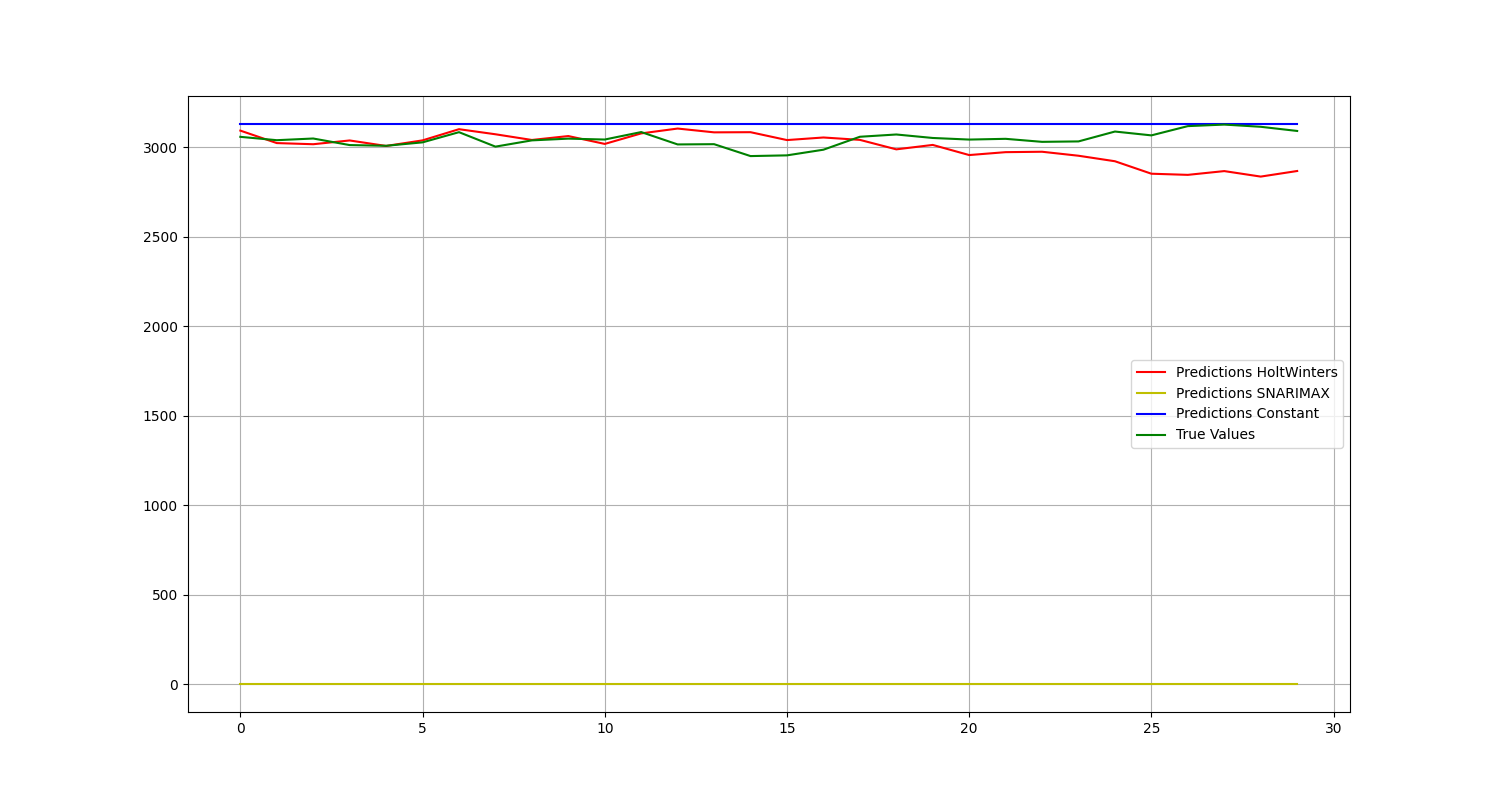 3000
2500
2000
1500
1000
500
0
0 5 10 15 20 25 30
Predictions HoltWinters
Predictions SNARIMAX
Predictions Constant
True Values